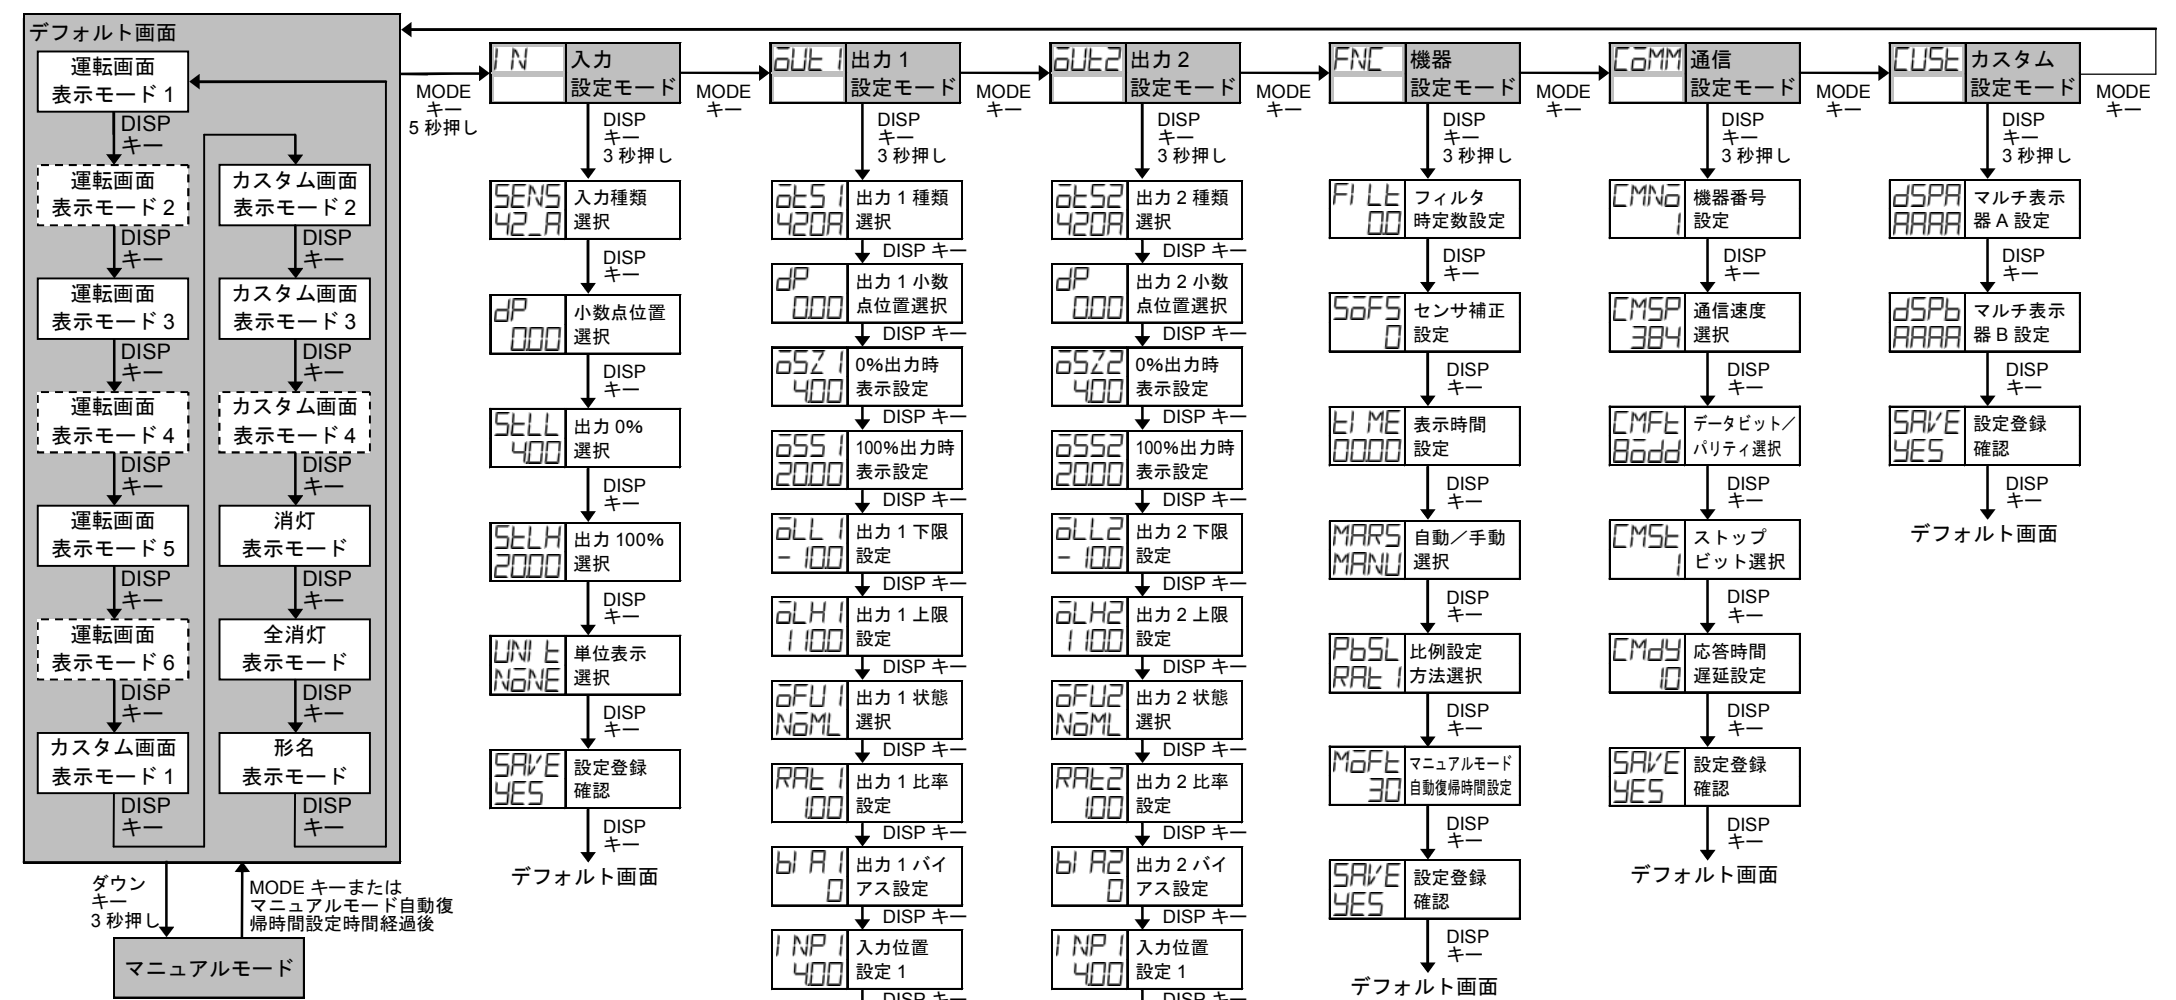 デフォルト画面
運転画面
表示モード 1
DISP
キー
運転画面
表示モード 2
DISP
キー
運転画面
表示モード 3
DISP
キー
運転画面
表示モード 4
DISP
キー
運転画面
表示モード 5
DISP
キー
運転画面
表示モード 6
DISP
キー
カスタム画面
表示モード 1
DISP
キー
カスタム画面
表示モード 2
DISP
キー
カスタム画面
表示モード 3
DISP
キー
カスタム画面
表示モード 4
DISP
キー
消灯
表示モード
DISP
キー
全消灯
表示モード
DISP
キー
形名
表示モード
DISP
キー
ダウン
キー
3 秒押し
MODE キーまたは
マニュアルモード自動復
帰時間設定時間経過後
マニュアルモード
MODE
キー
5 秒押し
IN 入力
設定モード
DISP
キー
3 秒押し
SENS 入力種類
42_A 選択
DISP
キー
dP 小数点位置
0.00 選択
DISP
キー
StLL 出力 0%
4.00 選択
DISP
キー
StLH 出力 100%
20.00 選択
DISP
キー
UNIt 単位表示
NoNE 選択
DISP
キー
SAVE 設定登録
YES 確認
DISP
キー
デフォルト画面
MODE
キー
oUt1 出力 1
設定モード
DISP
キー
3 秒押し
otS1 出力 1 種類
420A 選択
DISP キー
dP 出力 1 小数
0.00 点位置選択
DISP キー
oSZ1 0%出力時
4.00 表示設定
DISP キー
oSS1 100%出力時
20.00 表示設定
DISP キー
oLL1 出力 1 下限
-10.0 設定
DISP キー
oLH1 出力 1 上限
110.0 設定
DISP キー
oFU1 出力 1 状態
NoML 選択
DISP キー
RAt1 出力 1 比率
1.00 設定
DISP キー
bIA1 出力 1 バイ
0 アス設定
DISP キー
INP1 入力位置
4.00 設定 1
DISP キー
MODE
キー
oUt2 出力 2
設定モード
DISP
キー
3 秒押し
otS2 出力 2 種類
420A 選択
DISP キー
dP 出力 2 小数
0.00 点位置選択
DISP キー
oSZ2 0%出力時
4.00 表示設定
DISP キー
oSS2 100%出力時
20.00 表示設定
DISP キー
oLL2 出力 2 下限
-10.0 設定
DISP キー
oLH2 出力 2 上限
110.0 設定
DISP キー
oFU2 出力 2 状態
NoML 選択
DISP キー
RAt2 出力 2 比率
1.00 設定
DISP キー
bIA2 出力 2 バイ
0 アス設定
DISP キー
INP1 入力位置
4.00 設定 1
DISP キー
MODE
キー
FNC 機器
設定モード
DISP
キー
3 秒押し
FILt フィルタ
0.0 時定数設定
DISP
キー
SoFS センサ補正
0 設定
DISP
キー
tIME 表示時間
00.00 設定
DISP
キー
MARS 自動／手動
MANU 選択
DISP
キー
PbSL 比例設定
RAtI 方法選択
DISP
キー
MoFt マニュアルモード
30 自動復帰時間設定
DISP
キー
SAVE 設定登録
YES 確認
DISP
キー
デフォルト画面
MODE
キー
CoMM 通信
設定モード
DISP
キー
3 秒押し
CMNo 機器番号
1 設定
DISP
キー
CMSP 通信速度
384 選択
DISP
キー
CMFt データビット／
8odd パリティ選択
DISP
キー
CMSt ストップ
1 ビット選択
DISP
キー
CMdY 応答時間
10 遅延設定
DISP
キー
SAVE 設定登録
YES 確認
DISP
キー
デフォルト画面
MODE
キー
CUSt カスタム
設定モード
DISP
キー
3 秒押し
dSPA マルチ表示
AAAA 器 A 設定
DISP
キー
dSPb マルチ表示
AAAA 器 B 設定
DISP
キー
SAVE 設定登録
YES 確認
DISP
キー
デフォルト画面
MODE
キー